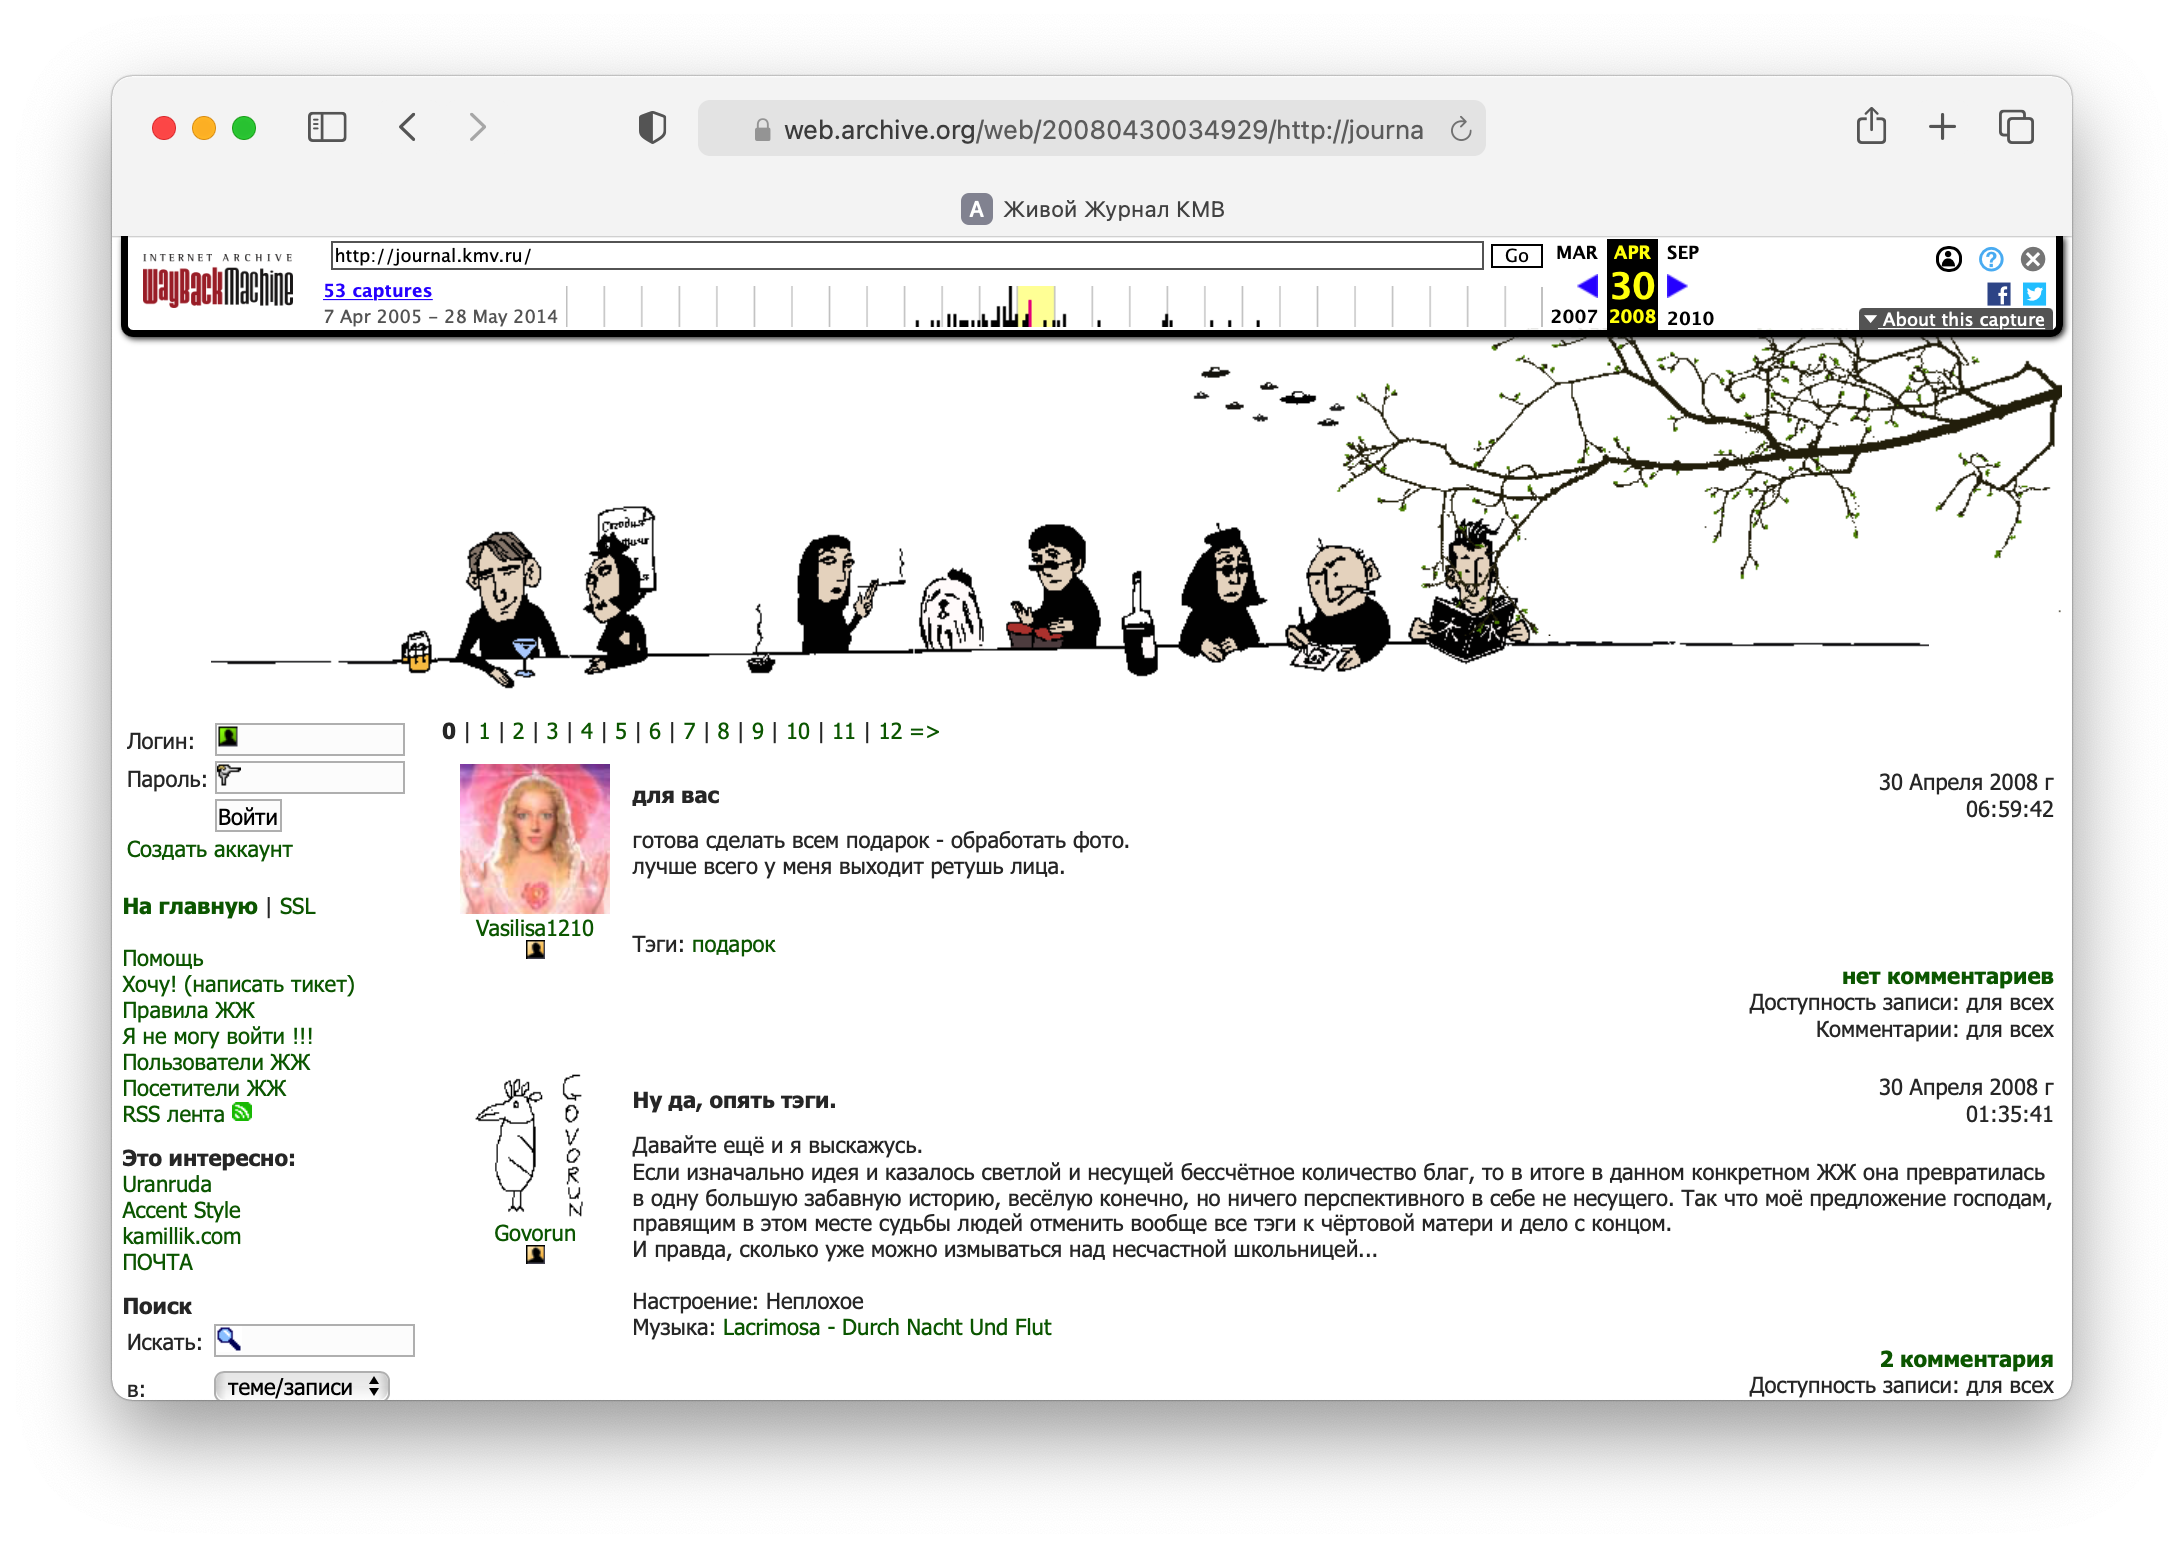 web.archive.org/web/20080430034929/http://journa
A Живой Журнал КМВ
INTERNET ARCHIVE
WayBackMachine
http://journal.kmv.ru/
Go
MAR APR SEP
53 captures
30
7 Apr 2005 – 28 May 2014
2007 2008 2010
About this capture
Сегодня
Логин:
Пароль:
Войти
Создать аккаунт
На главную | SSL
Помощь
Хочу! (написать тикет)
Правила ЖЖ
Я не могу войти !!!
Пользователи ЖЖ
Посетители ЖЖ
RSS лента
Это интересно:
Uranruda
Accent Style
kamillik.com
ПОЧТА
Поиск
Искать:
в: теме/записи
0 | 1 | 2 | 3 | 4 | 5 | 6 | 7 | 8 | 9 | 10 | 11 | 12 =>
Vasilisa1210
для вас
30 Апреля 2008 г
06:59:42
готова сделать всем подарок - обработать фото.
лучше всего у меня выходит ретушь лица.
Тэги: подарок
нет комментариев
Доступность записи: для всех
Комментарии: для всех
GOVORUN
Govorun
Ну да, опять тэги.
30 Апреля 2008 г
01:35:41
Давайте ещё и я выскажусь.
Если изначально идея и казалось светлой и несущей бессчётное количество благ, то в итоге в данном конкретном ЖЖ она превратилась
в одну большую забавную историю, весёлую конечно, но ничего перспективного в себе не несущего. Так что моё предложение господам,
правящим в этом месте судьбы людей отменить вообще все тэги к чёртовой матери и дело с концом.
И правда, сколько уже можно измываться над несчастной школьницей...
Настроение: Неплохое
Музыка: Lacrimosa - Durch Nacht Und Flut
2 комментария
Доступность записи: для всех